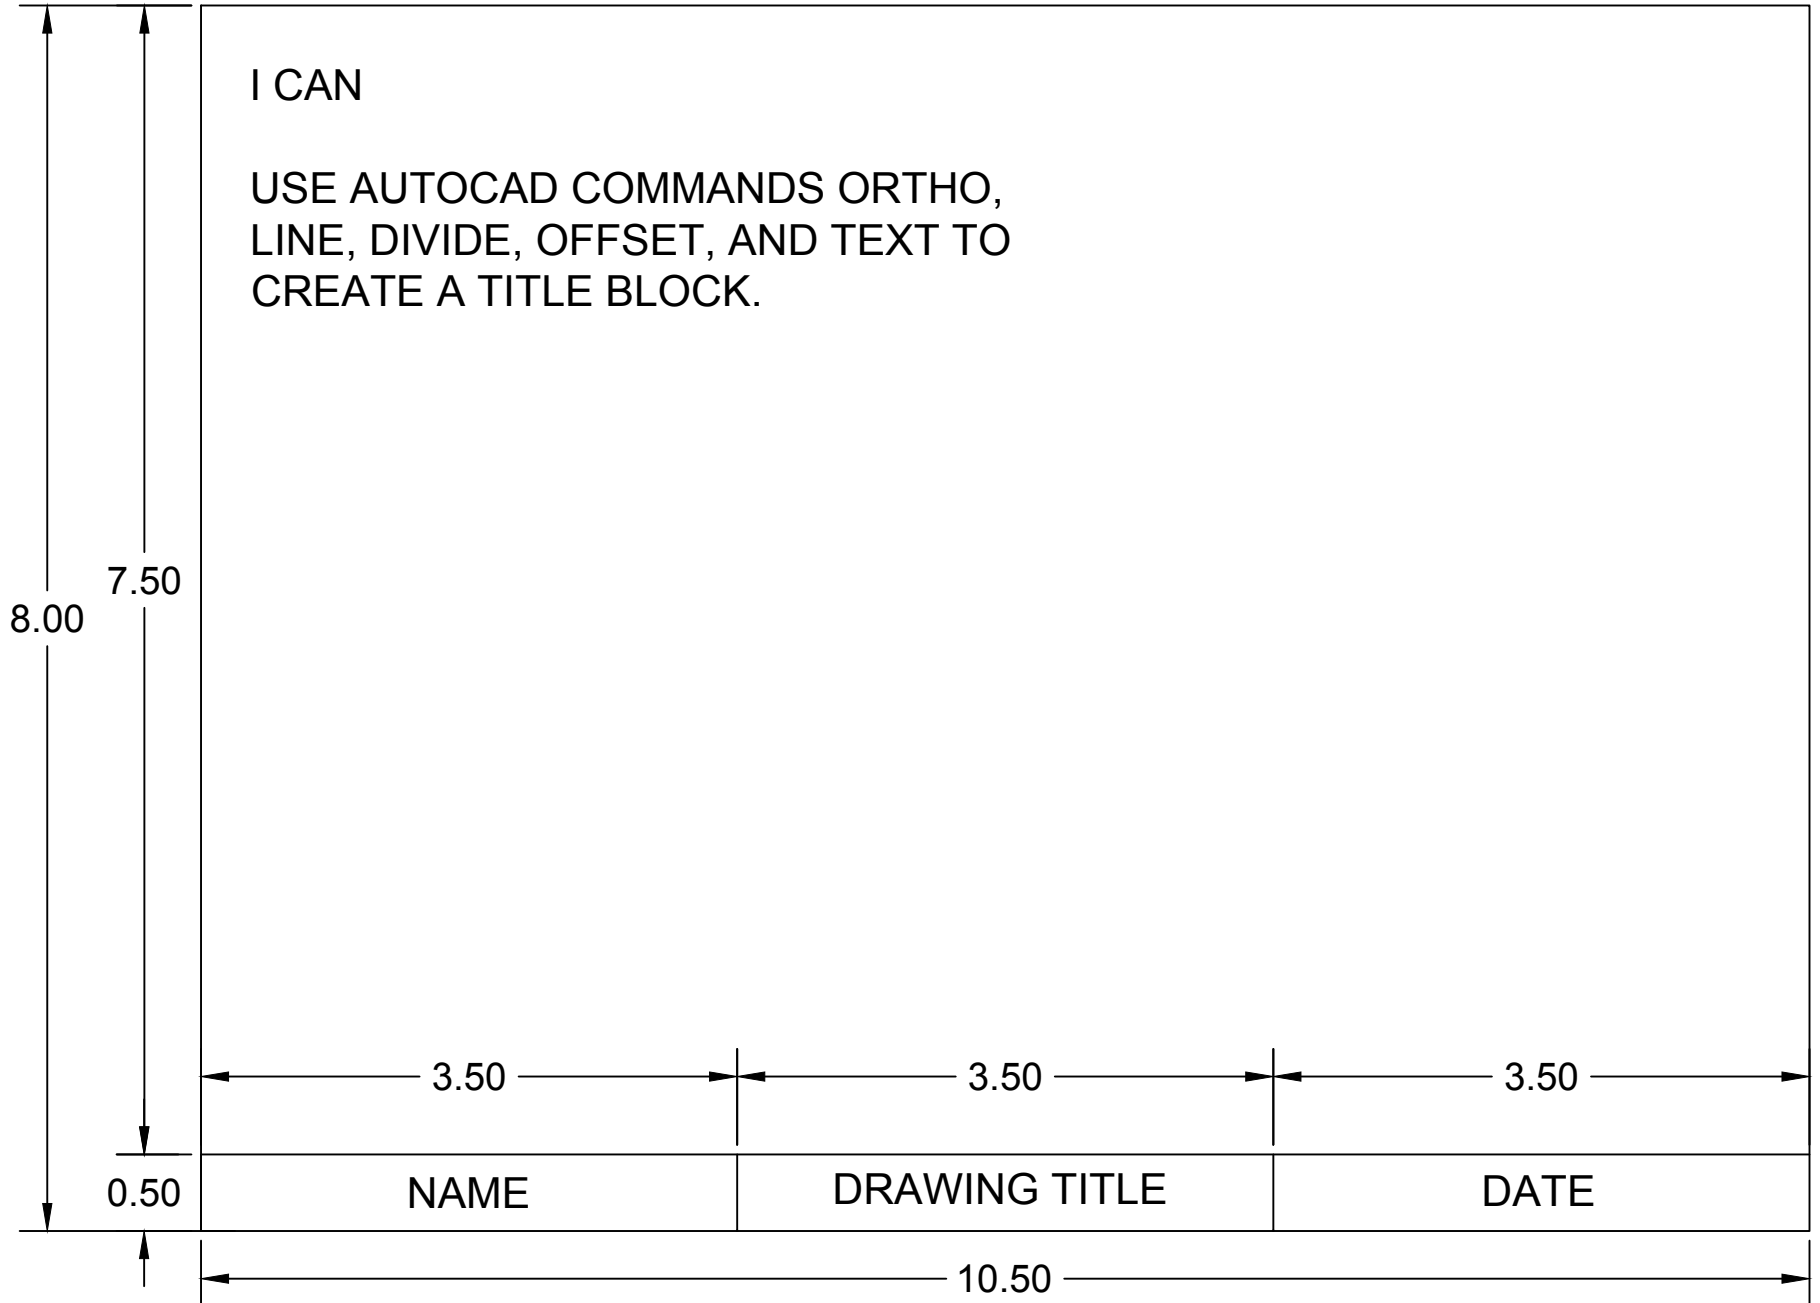 I CAN
USE AUTOCAD COMMANDS ORTHO,
LINE, DIVIDE, OFFSET, AND TEXT TO
CREATE A TITLE BLOCK.
7.50
8.00
3.50 3.50 3.50
0.50 NAME DRAWING TITLE DATE
10.50